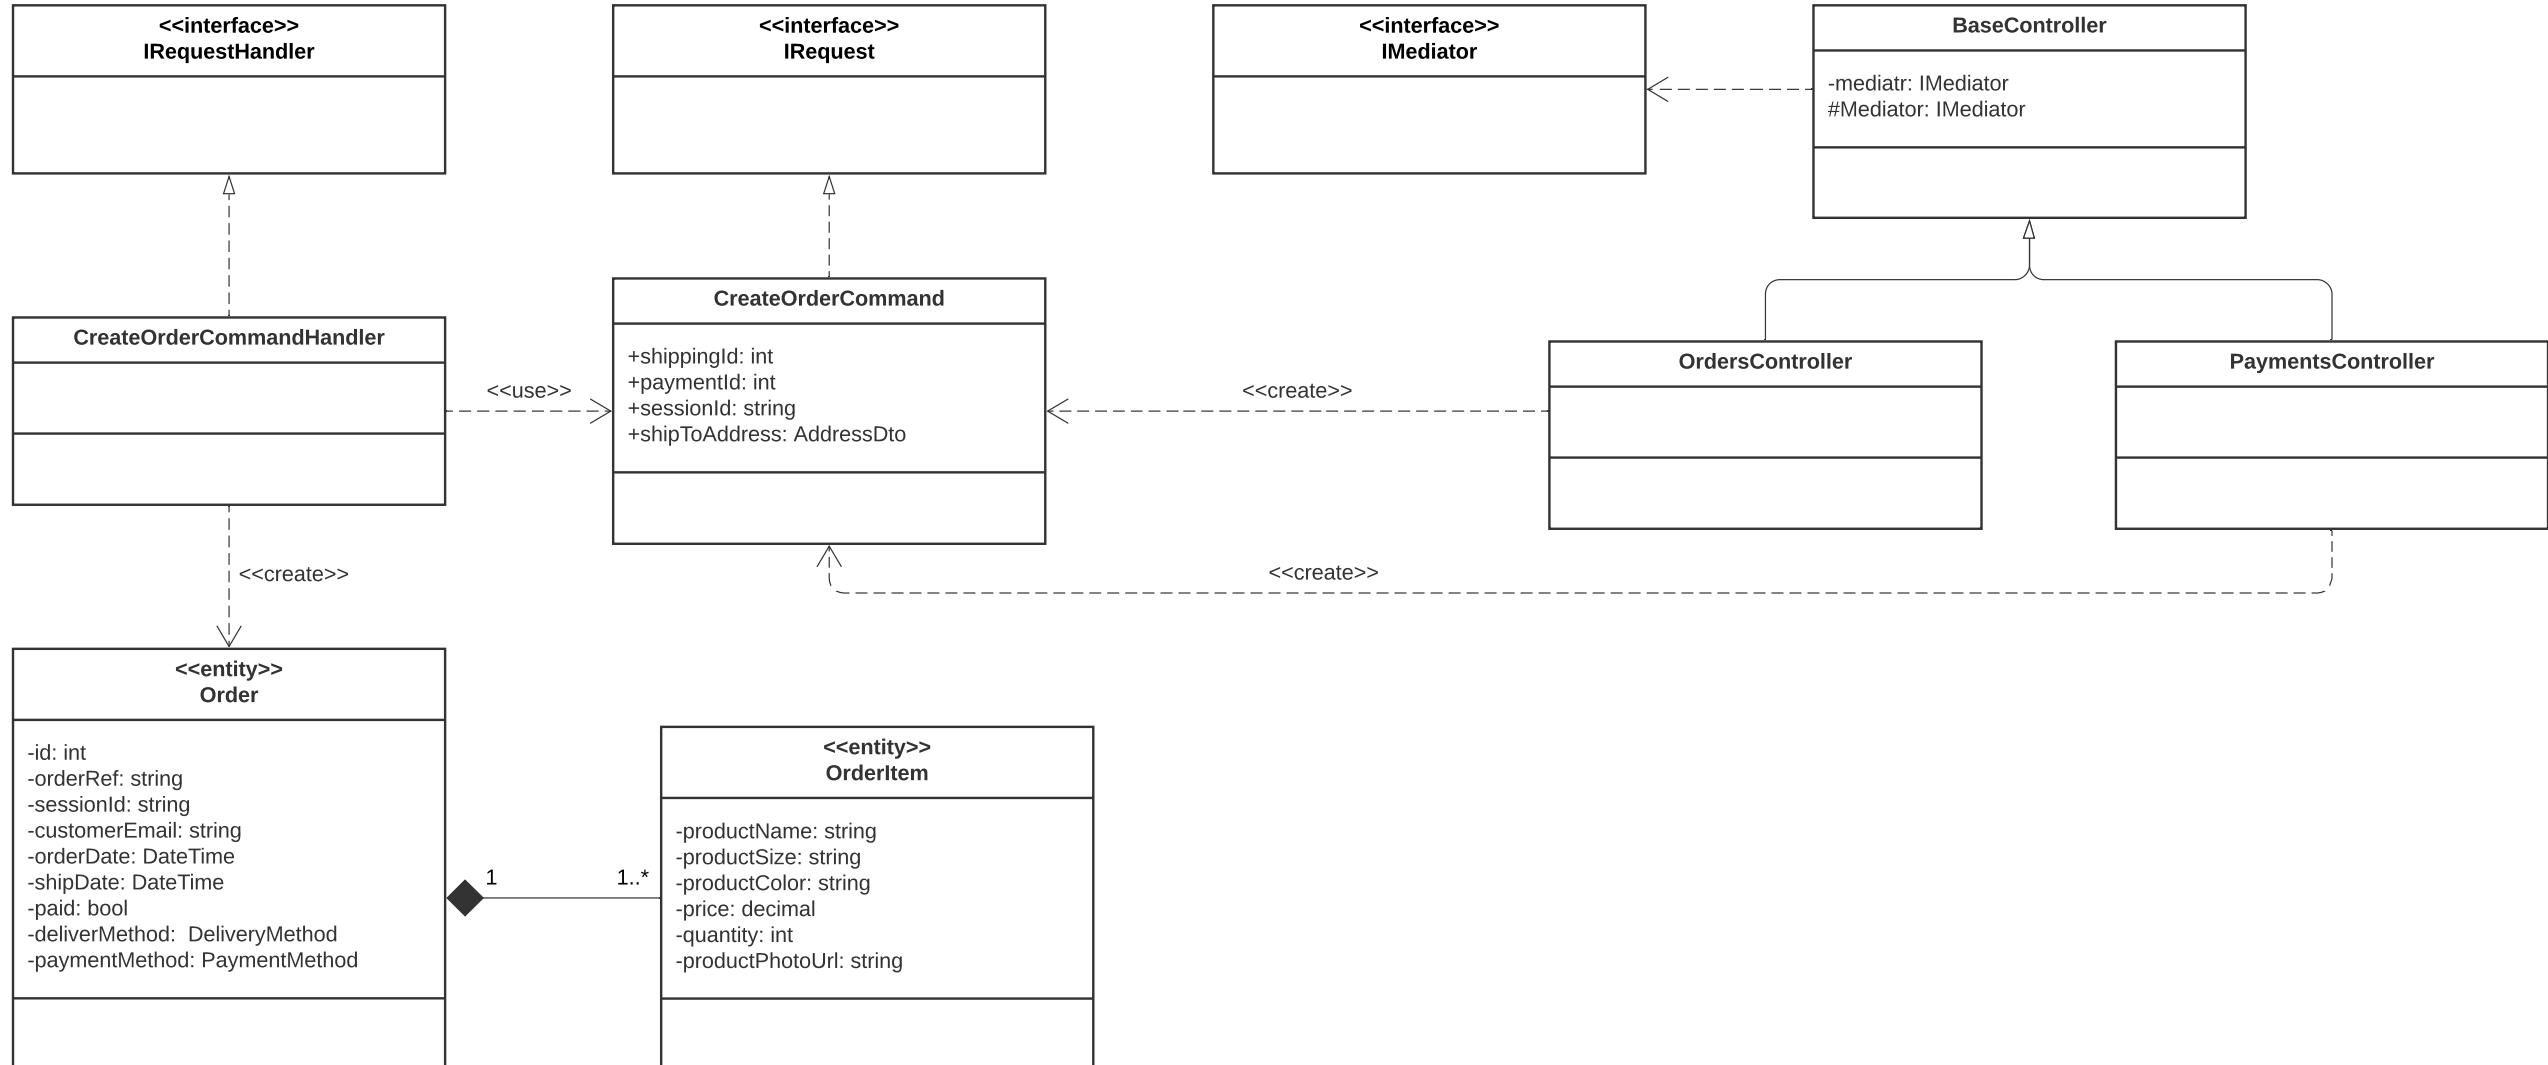 <<interface>>
IRequestHandler
<<interface>>
IRequest
<<interface>>
IMediator
BaseController
-mediatr: IMediator
#Mediator: IMediator
CreateOrderCommandHandler
<<use>>
CreateOrderCommand
+shippingId: int
+paymentId: int
+sessionId: string
+shipToAddress: AddressDto
<<create>>
OrdersController
PaymentsController
<<create>>
<<create>>
<<entity>>
Order
-id: int
-orderRef: string
-sessionId: string
-customerEmail: string
-orderDate: DateTime
-shipDate: DateTime
-paid: bool
-deliverMethod:  DeliveryMethod
-paymentMethod: PaymentMethod
1
1..*
<<entity>>
OrderItem
-productName: string
-productSize: string
-productColor: string
-price: decimal
-quantity: int
-productPhotoUrl: string